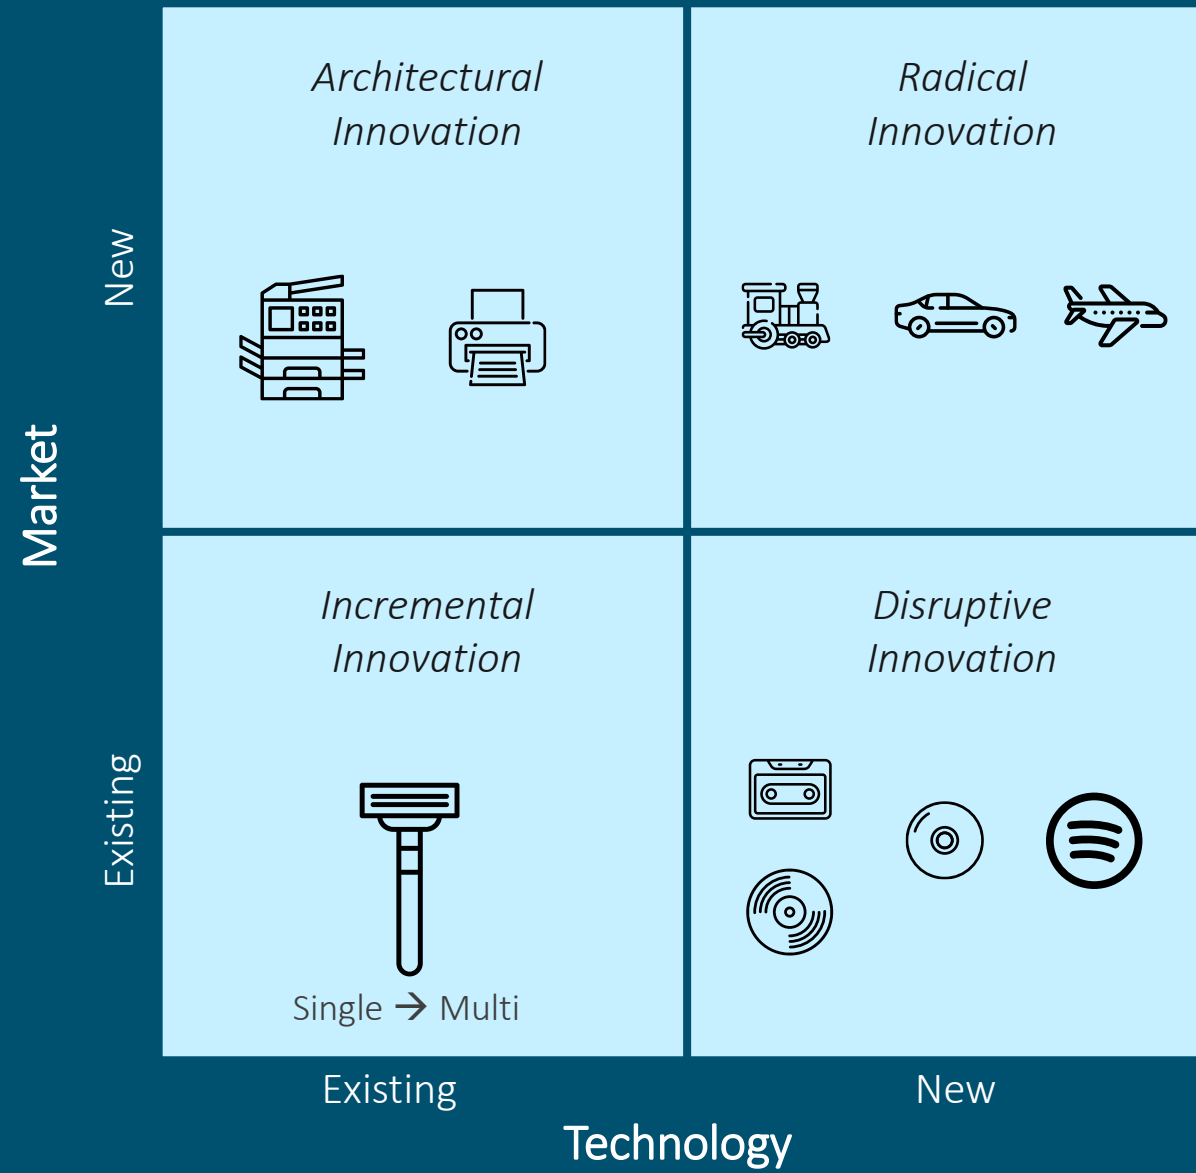 Architectural
Innovation
Radical
Innovation
New
Market
Incremental
Innovation
Disruptive
Innovation
Existing
Single → Multi
Existing
New
Technology